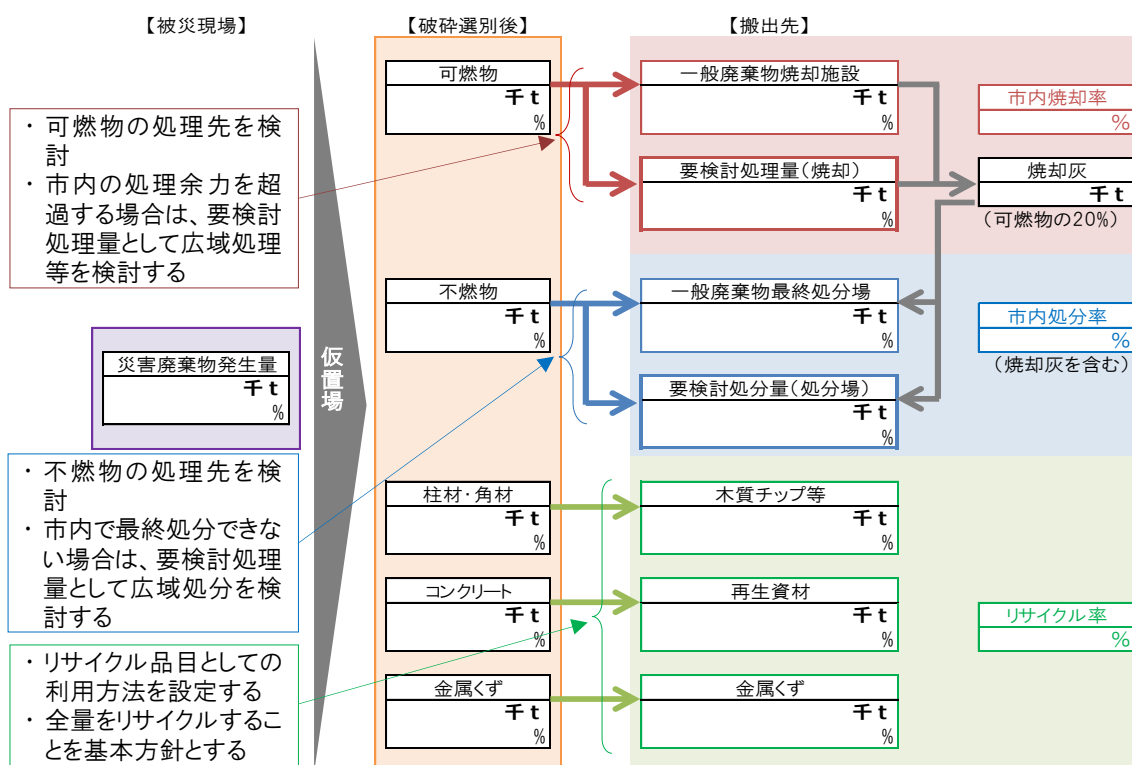 【被災現場】
・ 可燃物の処理先を検
討
・ 市内の処理余力を超
過する場合は、要検討
処理量として広域処理
等を検討する
災害廃棄物発生量
千ｔ
%
・ 不燃物の処理先を検
討
・ 市内で最終処分できな
い場合は、要検討処理
量として広域処分を検
討する
・ リサイクル品目としての
利用方法を設定する
・ 全量をリサイクルするこ
とを基本方針とする
仮置場
【破砕選別後】
可燃物
千ｔ
%
不燃物
千ｔ
%
柱材・角材
千ｔ
%
コンクリート
千ｔ
%
金属くず
千ｔ
%
【搬出先】
一般廃棄物焼却施設
千ｔ
%
要検討処理量（焼却）
千ｔ
%
一般廃棄物最終処分場
千ｔ
%
要検討処分量（処分場）
千ｔ
%
木質チップ等
千ｔ
%
再生資材
千ｔ
%
金属くず
千ｔ
%
市内焼却率
%
焼却灰
千ｔ
（可燃物の20%）
市内処分率
%
（焼却灰を含む）
リサイクル率
%